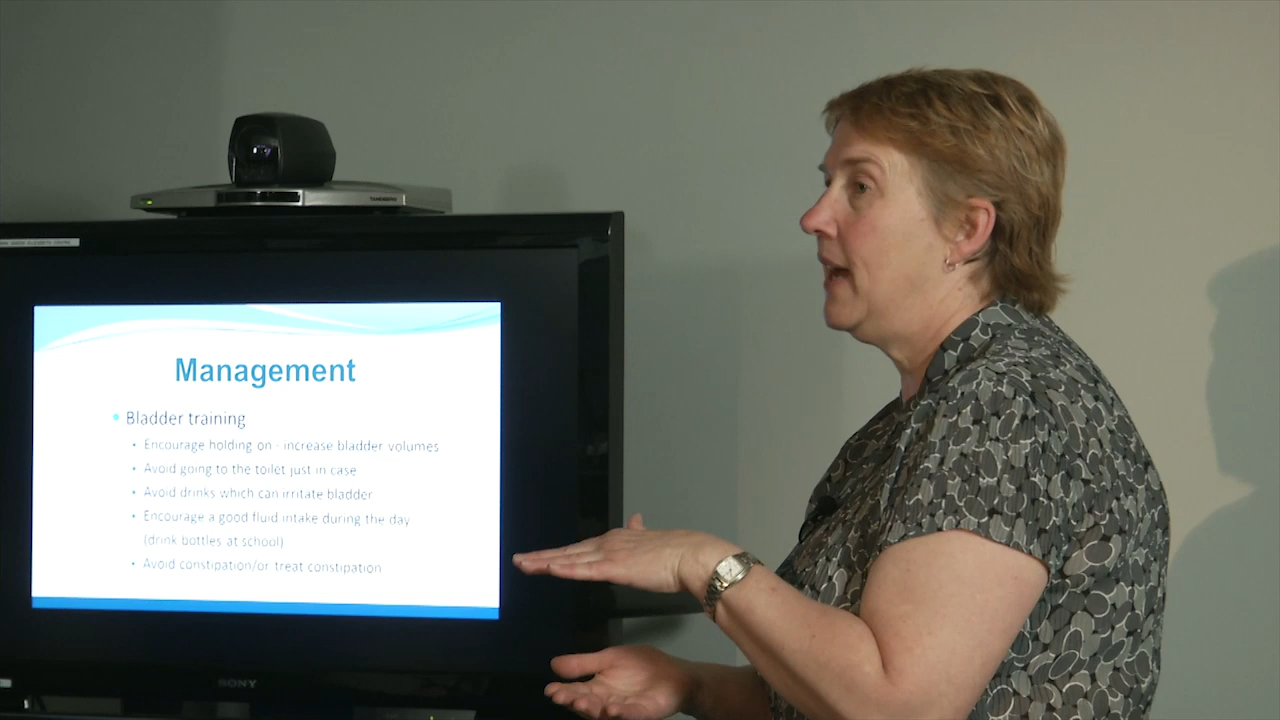 TANDBERG
Management
• Bladder training
• Encourage holding on - increase bladder volumes
• Avoid going to the toilet just in case
• Avoid drinks which can irritate bladder
• Encourage a good fluid intake during the day
(drink bottles at school)
• Avoid constipation/or treat constipation
SONY